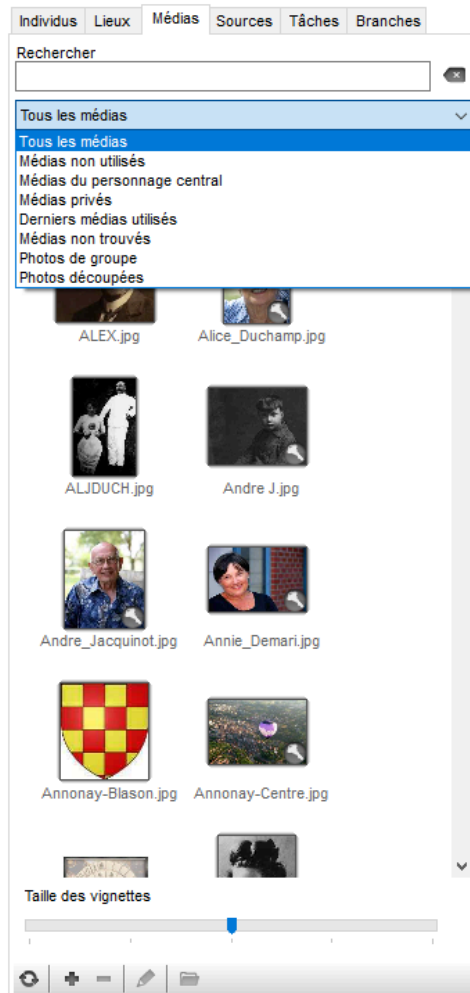 Individus Lieux Médias Sources Tâches Branches
Rechercher
Tous les médias
Tous les médias
Médias non utilisés
Médias du personnage central
Médias privés
Derniers médias utilisés
Médias non trouvés
Photos de groupe
Photos découpées
ALEX.jpg Alice_Duchamp.jpg
ALJDUCH.jpg Andre J.jpg
Andre_Jacquinot.jpg Annie_Demari.jpg
Annonay-Blason.jpg Annonay-Centre.jpg
Taille des vignettes